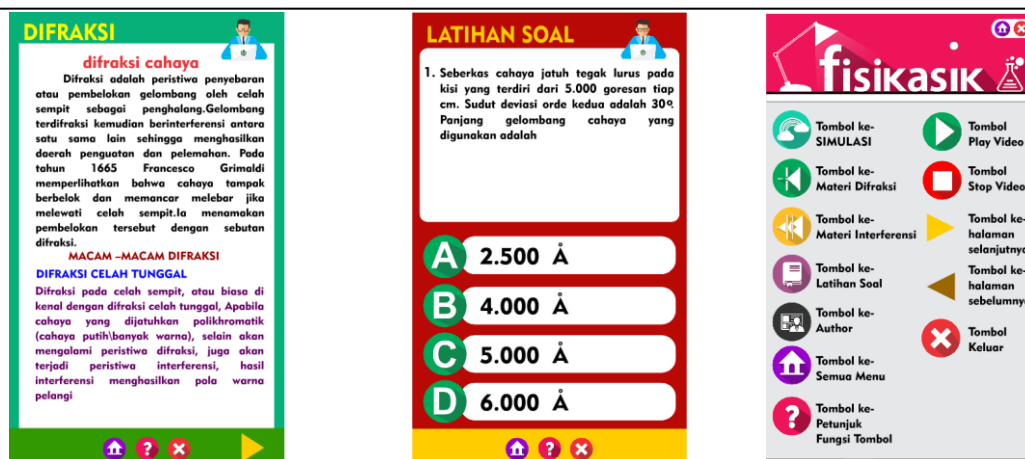 DIFRAKSI
difraksi cahaya
Difraksi adalah peristiwa penyebaran
atau pembelokan gelombang oleh celah
sempit sebagai penghalang.Gelombang
terdifraksi kemudian berinterferensi antara
satu sama lain sehingga menghasilkan
daerah penguatan dan pelemahan. Pada
tahun 1665 Francesco Grimaldi
memperlihatkan bahwa cahaya tampak
berbelok dan memancar melebar jika
melewati celah sempit.Ia menamakan
pembelokan tersebut dengan sebutan
difraksi.
MACAM –MACAM DIFRAKSI
DIFRAKSI CELAH TUNGGAL
Difraksi pada celah sempit, atau biasa di
kenal dengan difraksi celah tunggal, Apabila
cahaya yang dijatuhkan polikhromatik
(cahaya putih\banyak warna), selain akan
mengalami peristiwa difraksi, juga akan
terjadi peristiwa interferensi, hasil
interferensi menghasilkan pola warna
pelangi
?
LATIHAN SOAL
1. Seberkas cahaya jatuh tegak lurus pada
kisi yang terdiri dari 5.000 goresan tiap
cm. Sudut deviasi orde kedua adalah 30º.
Panjang gelombang cahaya yang
digunakan adalah
A 2.500 Å
B 4.000 Å
C 5.000 Å
D 6.000 Å
?
fisikasik
Tombol ke-
SIMULASI
Tombol ke-
Materi Difraksi
Tombol ke-
Materi Interferensi
Tombol ke-
Latihan Soal
Tombol ke-
Author
Tombol ke-
Semua Menu
?
Tombol ke-
Petunjuk
Fungsi Tombol
Tombol
Play Video
Tombol
Stop Video
Tombol ke-
halaman
selanjutnya
Tombol ke-
halaman
sebelumnya
Tombol
Keluar